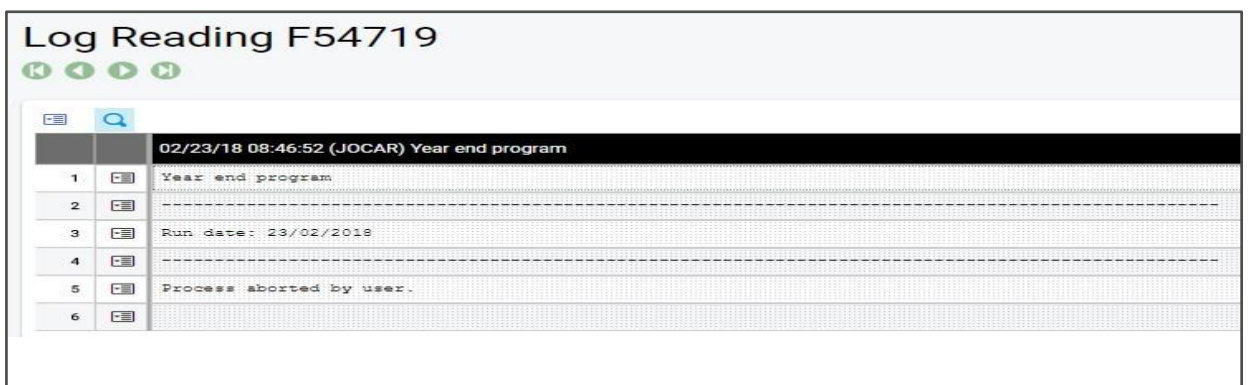 Log Reading F54719
02/23/18 08:46:52 (JOCAR) Year end program
1 Year end program
2 ----------------------------------------------------------------------------------------------------
3 Run date: 23/02/2018
4 ----------------------------------------------------------------------------------------------------
5 Process aborted by user.
6